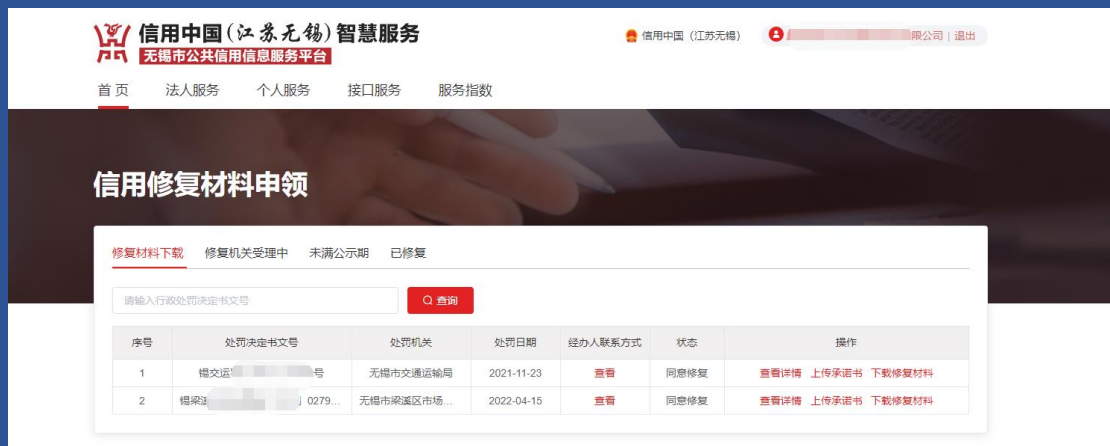 信用中国(江苏无锡)智慧服务
无锡市公共信用信息服务平台
信用中国（江苏无锡）
限公司 | 退出
首 页 法人服务 个人服务 接口服务 服务指数
信用修复材料申领
修复材料下载 修复机关受理中 未满公示期 已修复
请输入行政处罚决定书文号 查询
序号 处罚决定书文号 处罚机关 处罚日期 经办人联系方式 状态 操作
1 锡交运 号 无锡市交通运输局 2021-11-23 查看 同意修复 查看详情 上传承诺书 下载修复材料
2 锡梁 0279... 无锡市梁溪区市场... 2022-04-15 查看 同意修复 查看详情 上传承诺书 下载修复材料